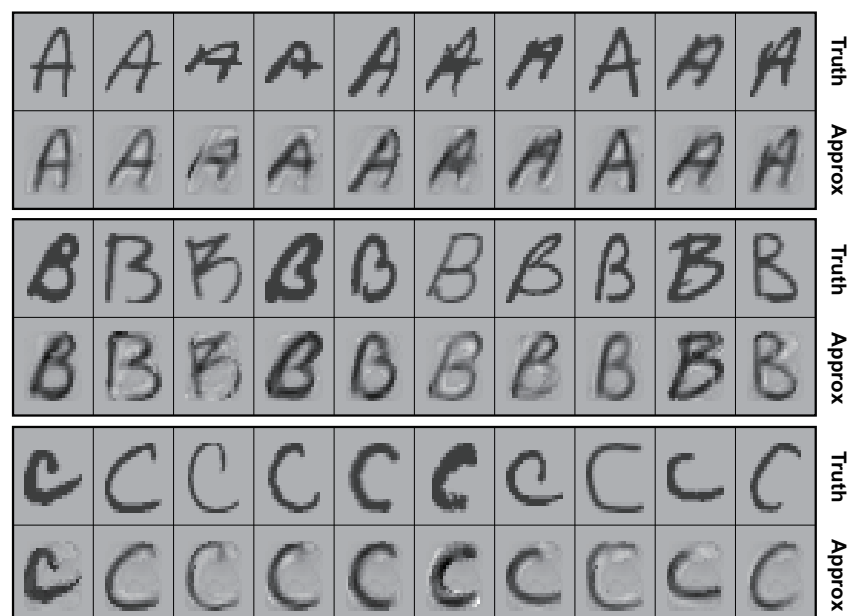 A A A A A A A A A A Truth
A A A A A A A A A A Approx
B B B B B B B B B B Truth
B B B B B B B B B B Approx
C C C C C C C C C C Truth
C C C C C C C C C C Approx